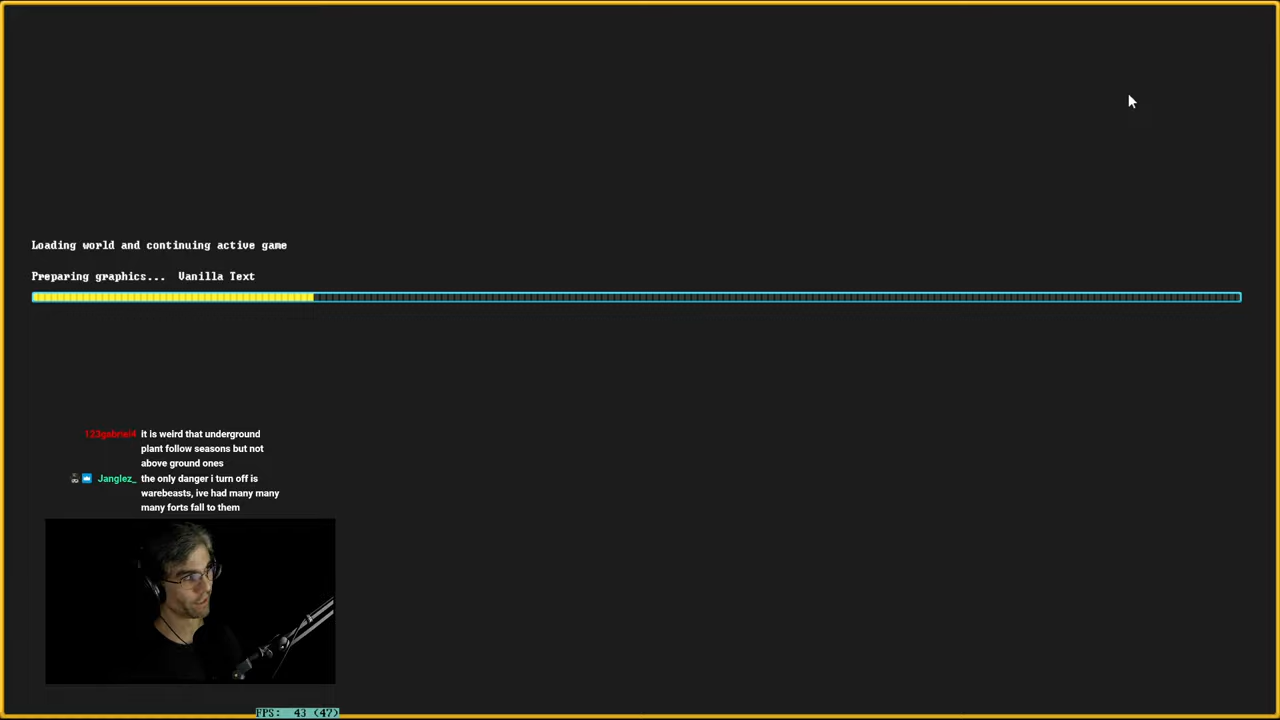 Loading world and continuing active game
Preparing graphics... Vanilla Text
123gabriel4 it is weird that underground
plant follow seasons but not
above ground ones
Janglez_ the only danger i turn off is
warebeasts, ive had many many
many forts fall to them
FPS: 43 (47)